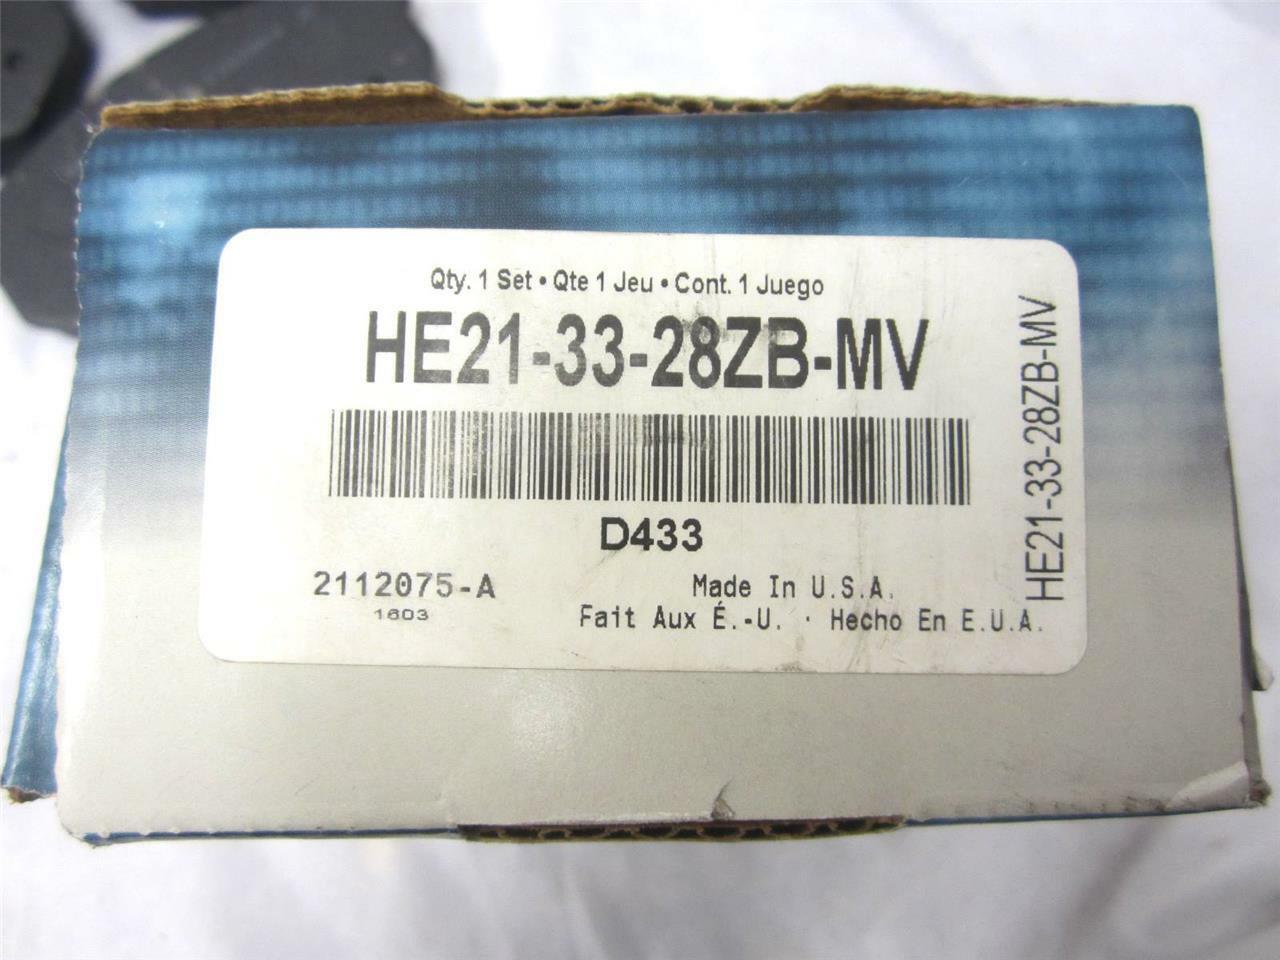 Qty. 1 Set • Qte 1 Jeu • Cont. 1 Juego
HE21-33-28ZB-MV
D433
2112075-A
1603
Made In U.S.A.
Fait Aux É.-U. · Hecho En E.U.A.
HE21-33-28ZB-MV